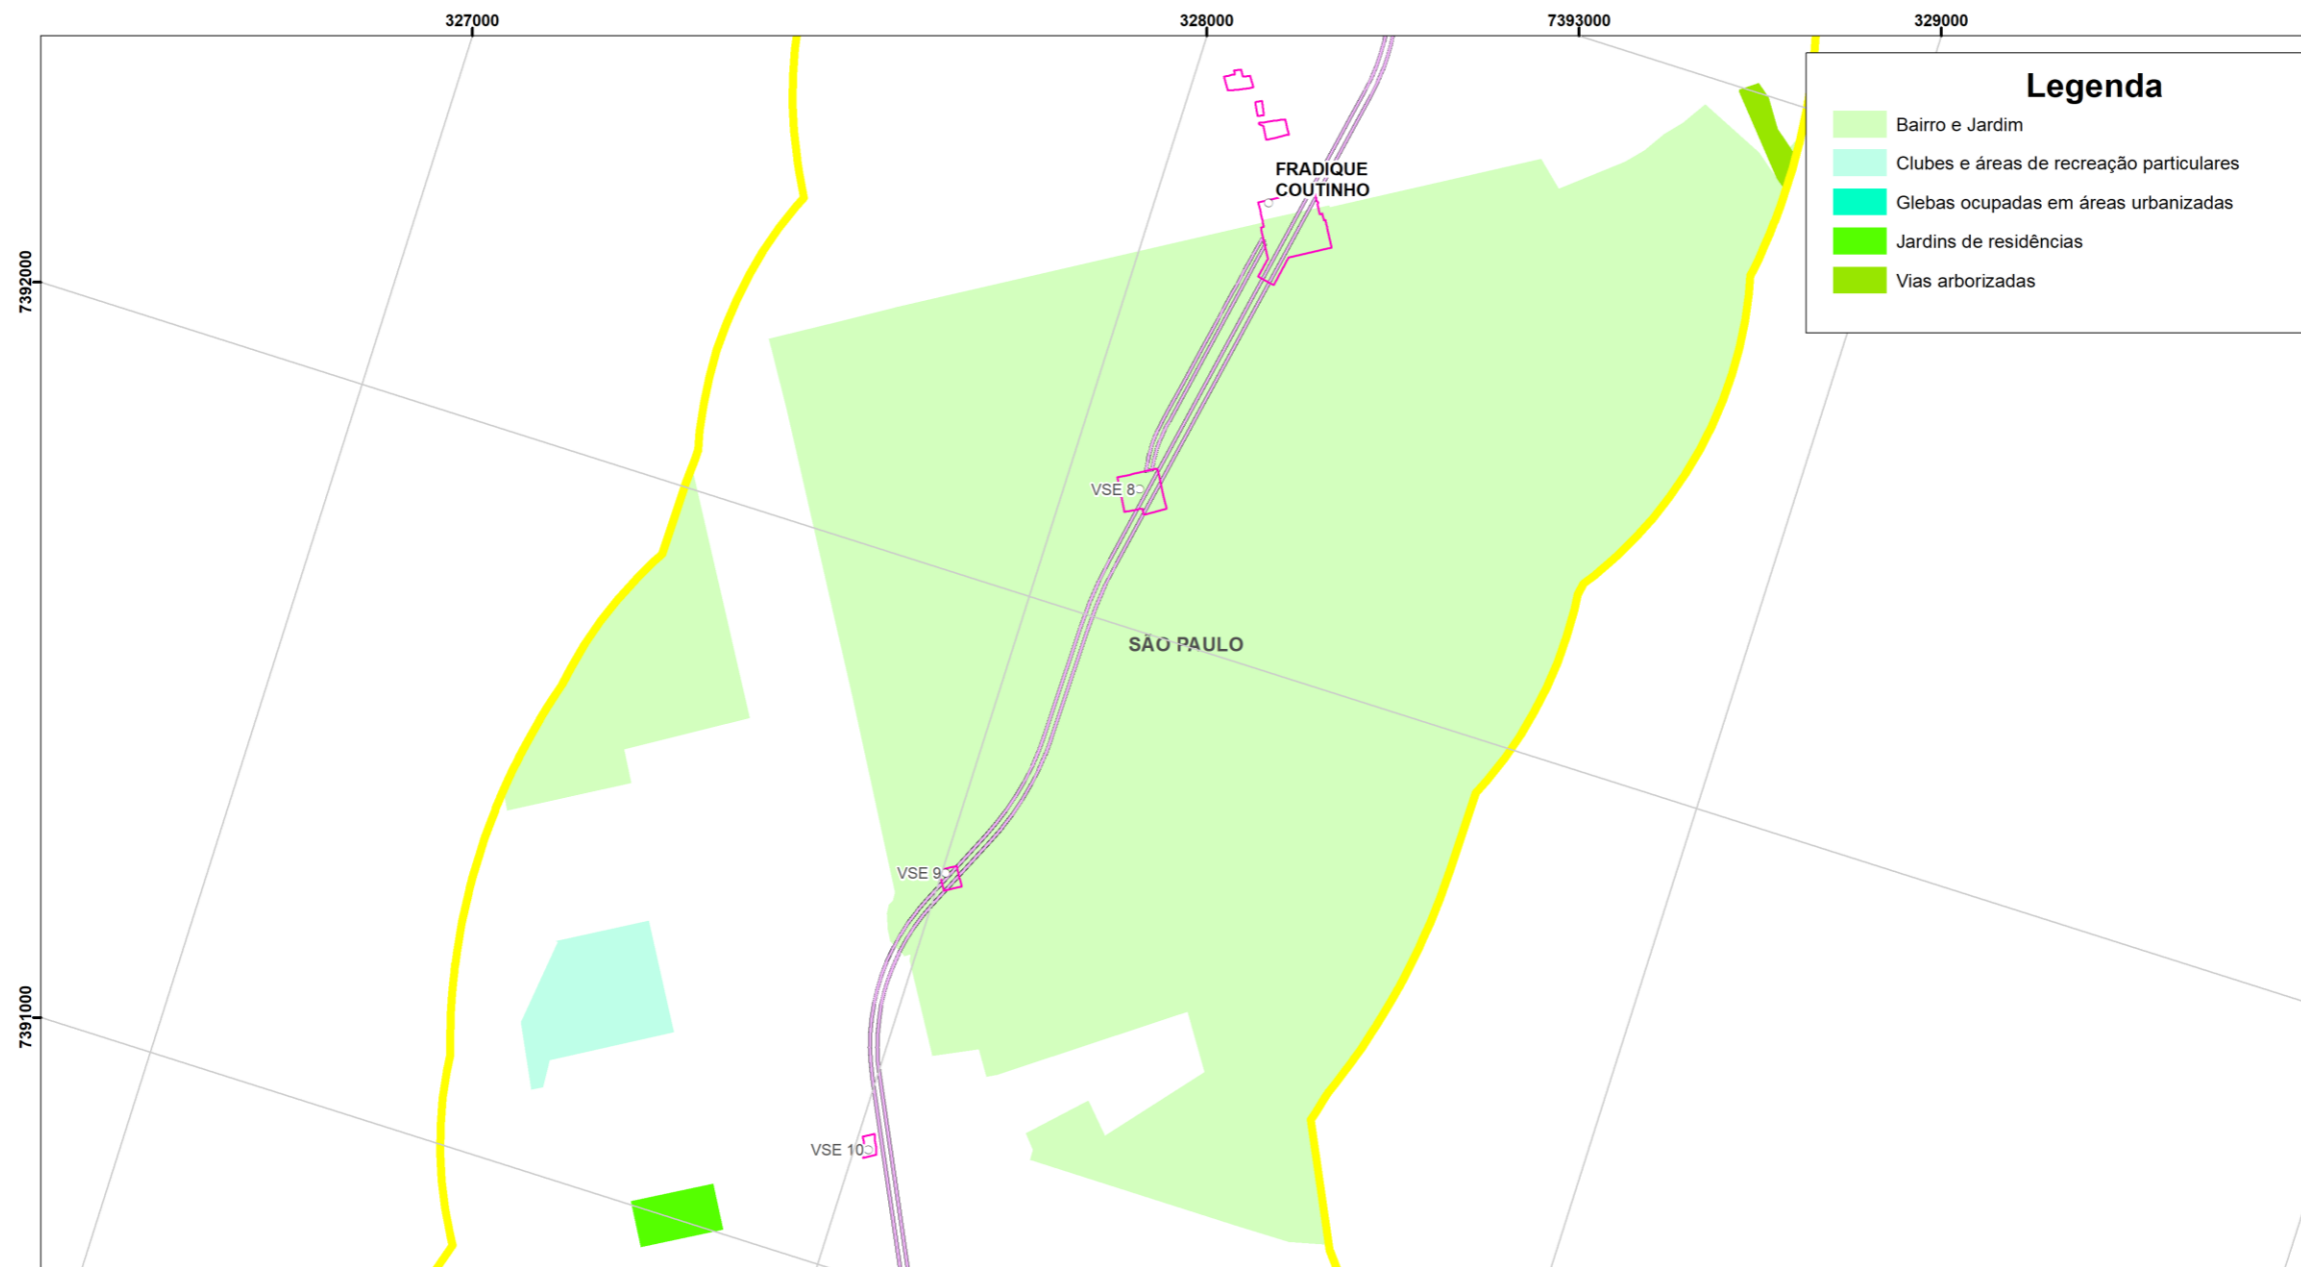 327000
328000
7393000
329000
Legenda
Bairro e Jardim
Clubes e áreas de recreação particulares
Glebas ocupadas em áreas urbanizadas
Jardins de residências
Vias arborizadas
FRADIQUE
COUTINHO
7392000
VSE 8
SÃO PAULO
VSE 9
7391000
VSE 10